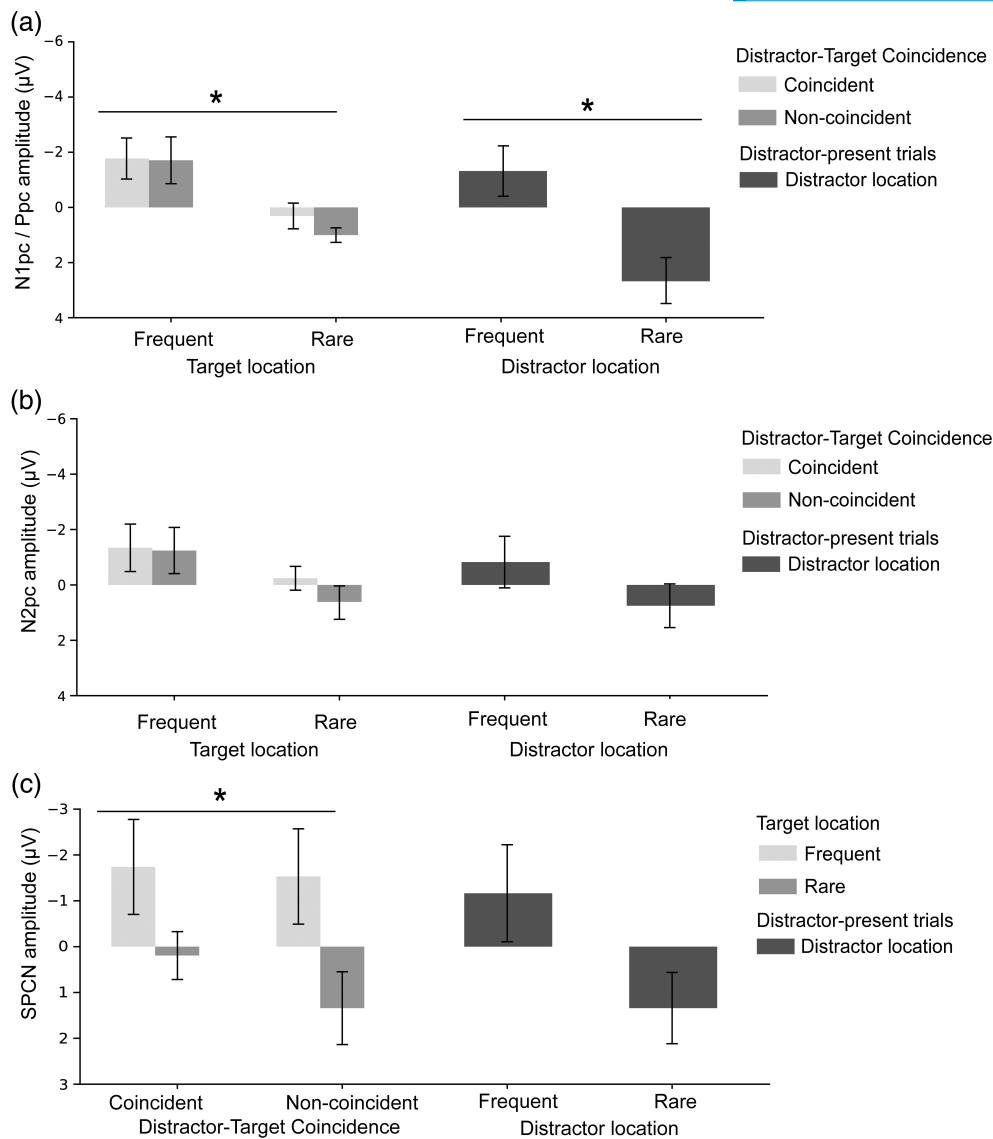 (a)
N1pc / Ppc amplitude (µV)
−6
−4
−2
0
2
4
*
*
Frequent
Rare
Target location
Frequent
Rare
Distractor location
Distractor-Target Coincidence
Coincident
Non-coincident
Distractor-present trials
Distractor location
(b)
N2pc amplitude (µV)
−6
−4
−2
0
2
4
Frequent
Rare
Target location
Frequent
Rare
Distractor location
Distractor-Target Coincidence
Coincident
Non-coincident
Distractor-present trials
Distractor location
(c)
SPCN amplitude (µV)
−3
−2
−1
0
1
2
3
*
Coincident
Non-coincident
Distractor-Target Coincidence
Frequent
Rare
Distractor location
Target location
Frequent
Rare
Distractor-present trials
Distractor location